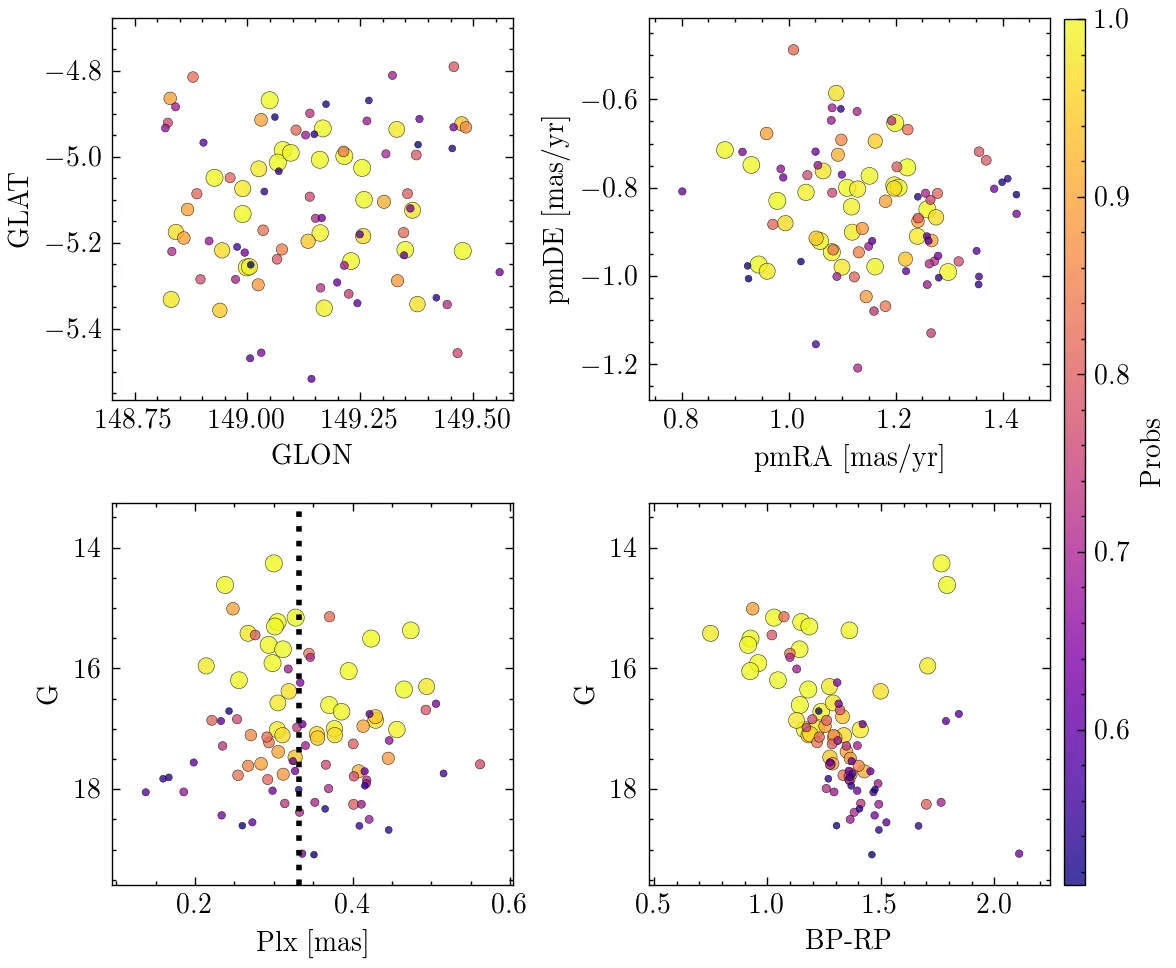 −4.8
−5.0
−5.2
−5.4
GLAT
148.75 149.00 149.25 149.50
GLON
−0.6
−0.8
−1.0
−1.2
pmDE [mas/yr]
0.8 1.0 1.2 1.4
pmRA [mas/yr]
14
16
18
G
0.2 0.4 0.6
Plx [mas]
14
16
18
G
0.5 1.0 1.5 2.0
BP-RP
1.0
0.9
0.8
0.7
0.6
Probs